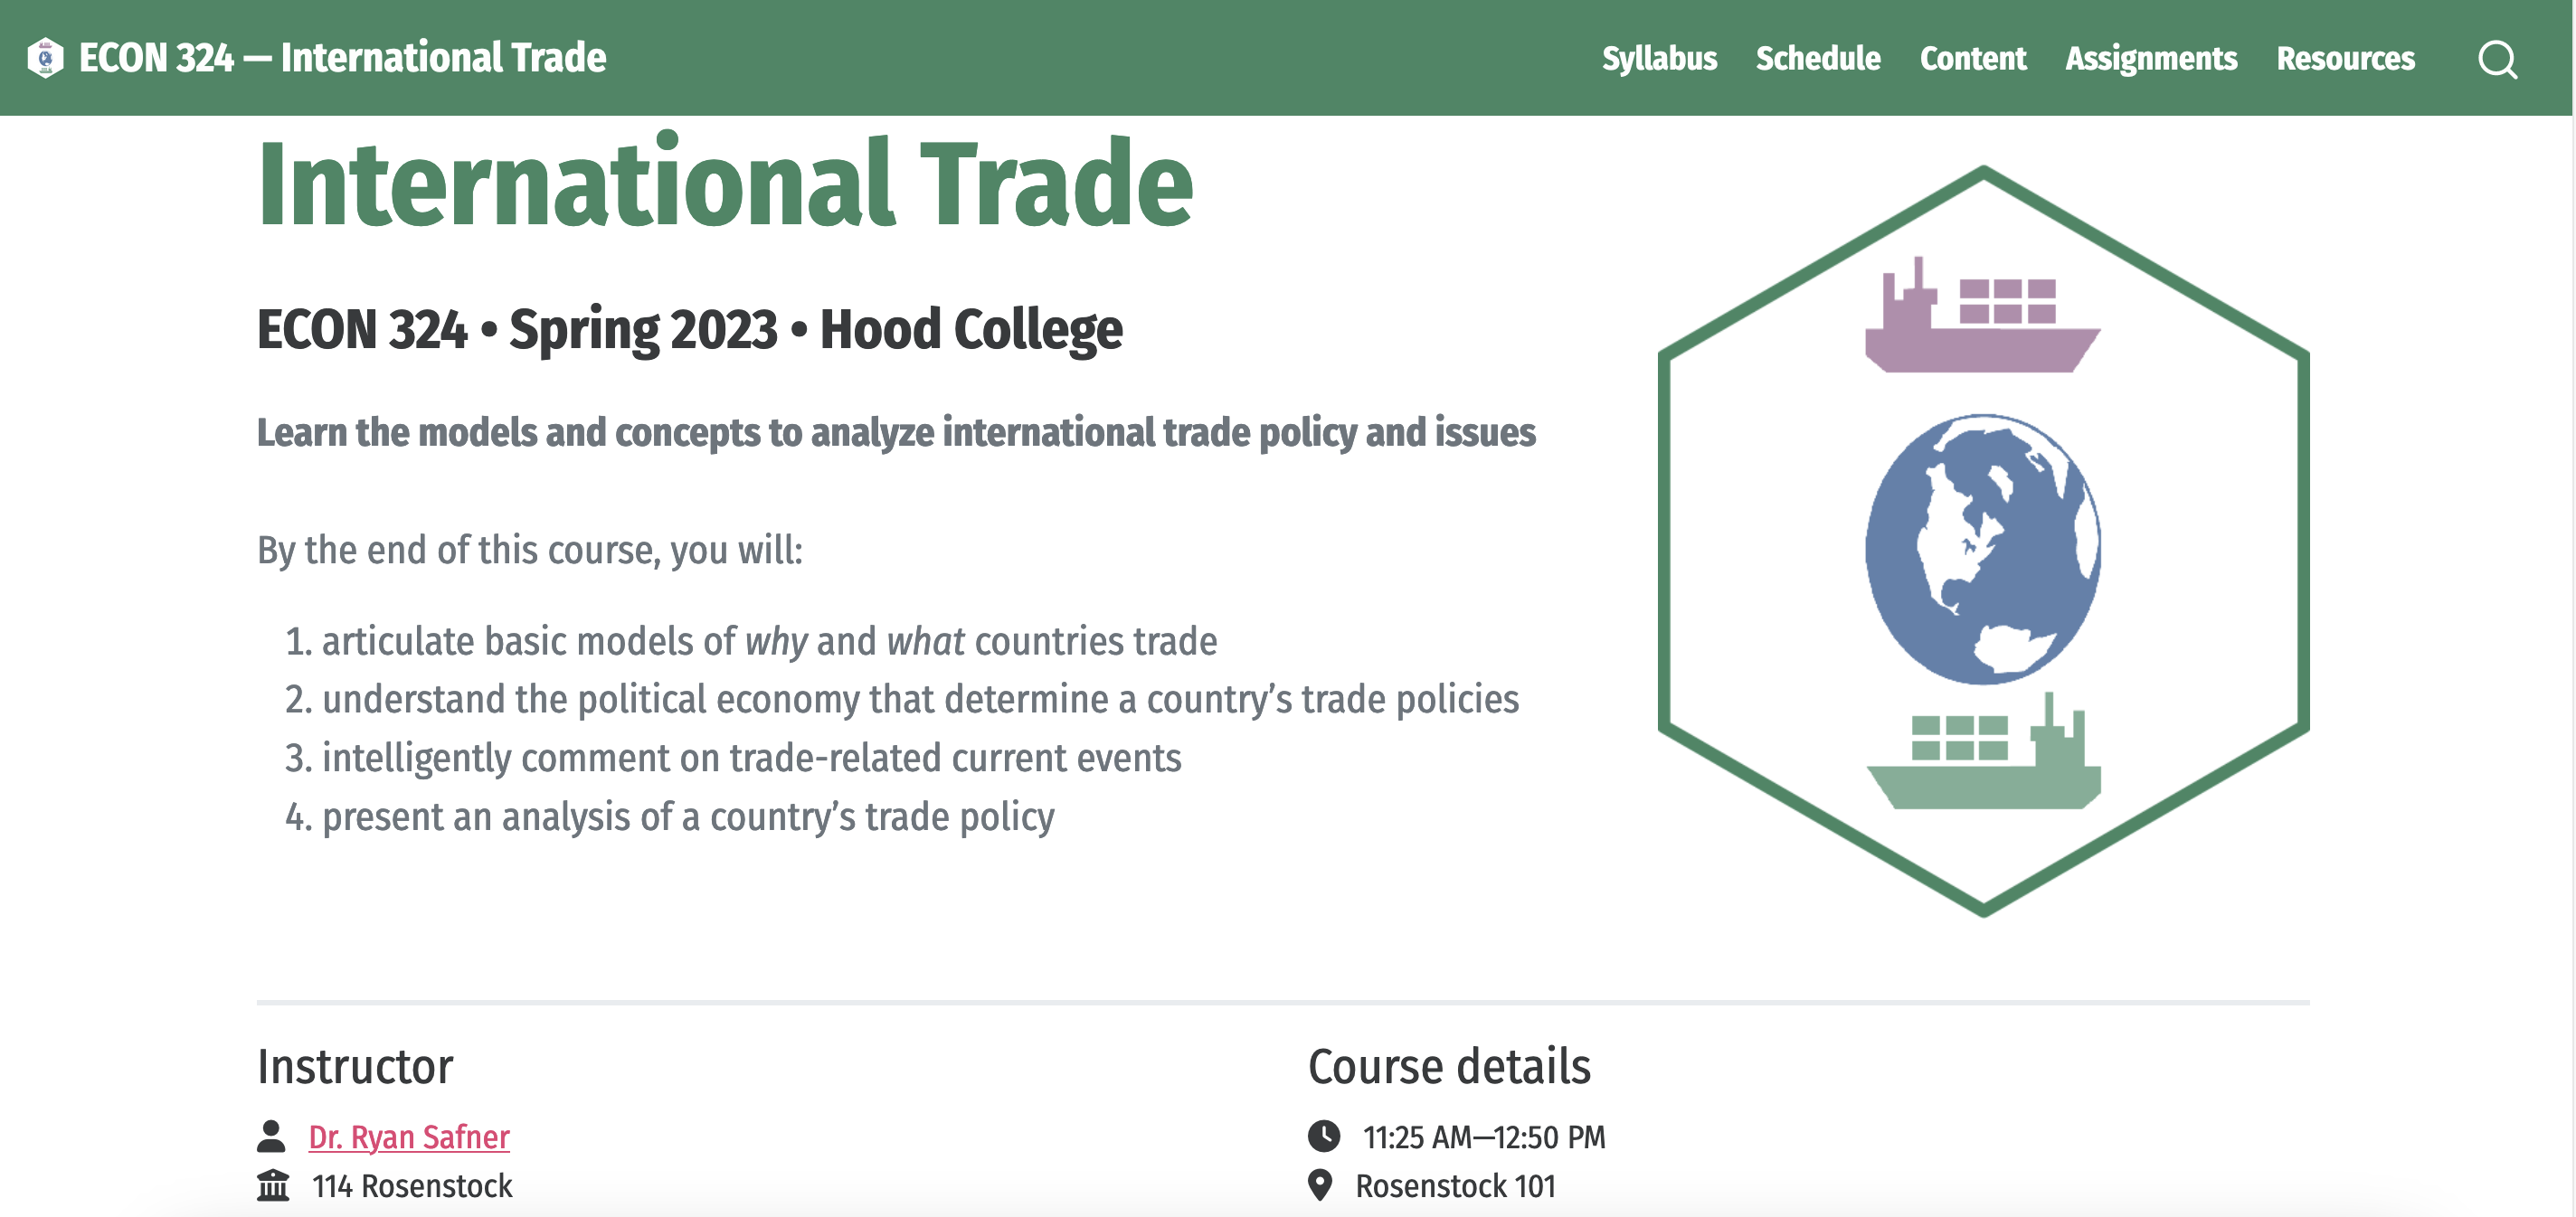 ECON 324 — International Trade
Syllabus Schedule Content Assignments Resources
International Trade
ECON 324 • Spring 2023 • Hood College
Learn the models and concepts to analyze international trade policy and issues
By the end of this course, you will:
1. articulate basic models of why and what countries trade
2. understand the political economy that determine a country’s trade policies
3. intelligently comment on trade-related current events
4. present an analysis of a country’s trade policy
Instructor
Dr. Ryan Safner
114 Rosenstock
Course details
11:25 AM—12:50 PM
Rosenstock 101